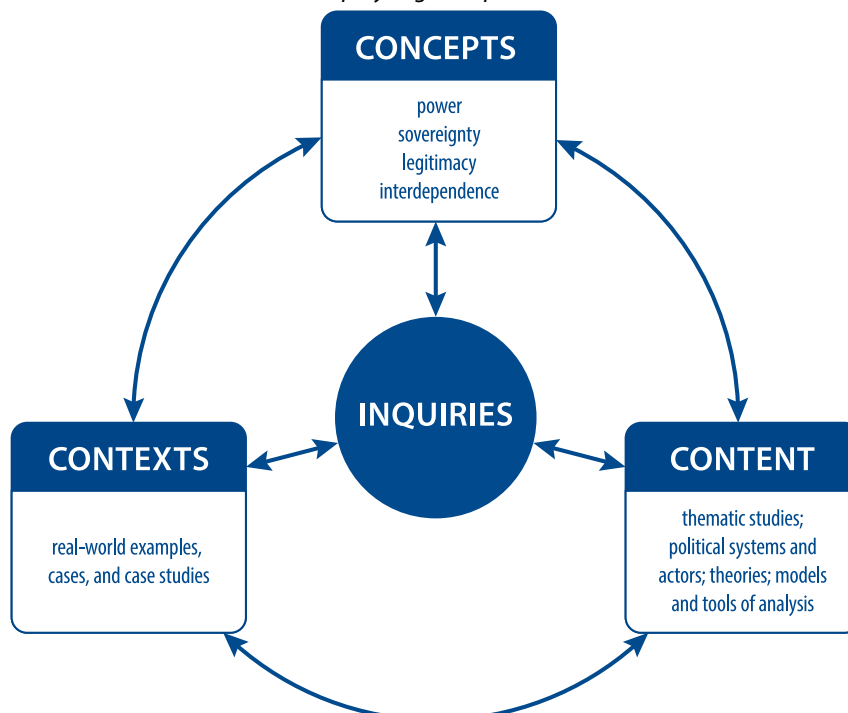 CONCEPTS
power
sovereignty
legitimacy
interdependence
INQUIRIES
CONTEXTS
real-world examples,
cases, and case studies
CONTENT
thematic studies;
political systems and
actors; theories; models
and tools of analysis